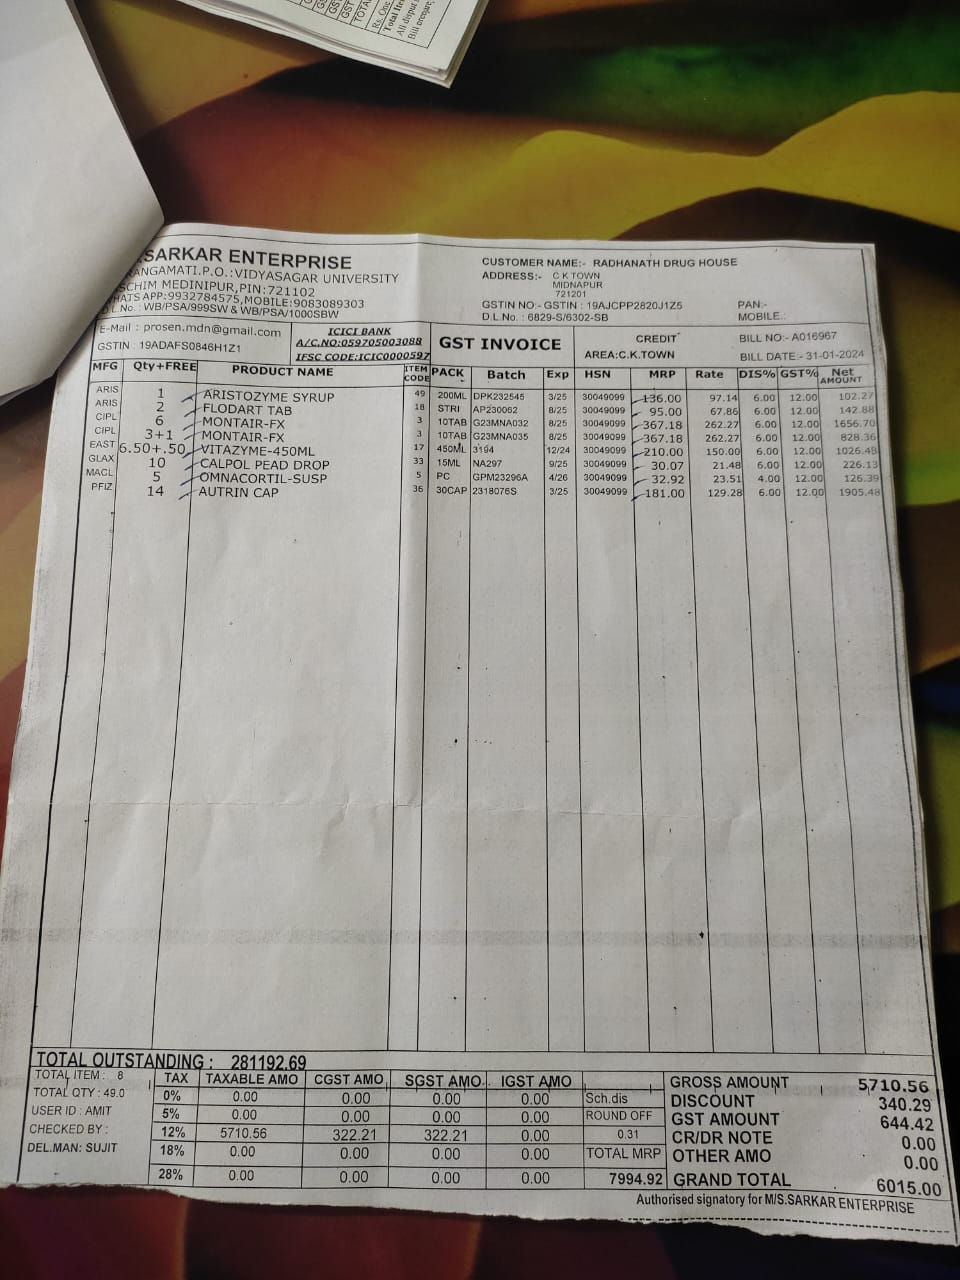 GST
TOTAL
Rs. One
Total Ite
All disput
Bill prepare
.SARKAR ENTERPRISE
RANGAMATI.P.O.:VIDYASAGAR UNIVERSITY
SCHIM MEDINIPUR,PIN:721102
HATS APP:9932784575,MOBILE:9083089303
D.L.No. : WB/PSA/999SW & WB/PSA/1000SBW
CUSTOMER NAME:- RADHANATH DRUG HOUSE
ADDRESS:- C K TOWN
MIDNAPUR
721201
GSTIN NO:- GSTIN : 19AJCPP2820J1Z5 PAN:-
D.L.No. : 6829-S/6302-SB MOBILE.:
E-Mail : prosen.mdn@gmail.com
GSTIN : 19ADAFS0846H1Z1
ICICI BANK
A/C.NO:059705003088
IFSC CODE:ICIC0000597
GST INVOICE
CREDIT
AREA:C.K.TOWN
BILL NO:- A016967
BILL DATE:- 31-01-2024
MFG Qty+FREE PRODUCT NAME ITEM CODE PACK Batch Exp HSN MRP Rate DIS% GST% Net AMOUNT
ARIS 1 ARISTOZYME SYRUP 49 200ML DPK232545 3/25 30049099 136.00 97.14 6.00 12.00 102.27
ARIS 2 FLODART TAB 18 STRI AP230062 8/25 30049099 95.00 67.86 6.00 12.00 142.88
CIPL 6 MONTAIR-FX 3 10TAB G23MNA032 8/25 30049099 367.18 262.27 6.00 12.00 1656.70
CIPL 3+1 MONTAIR-FX 3 10TAB G23MNA035 8/25 30049099 367.18 262.27 6.00 12.00 828.36
EAST 6.50+.50 VITAZYME-450ML 17 450ML 3194 12/24 30049099 210.00 150.00 6.00 12.00 1026.48
GLAX 10 CALPOL PEAD DROP 33 15ML NA297 9/25 30049099 30.07 21.48 6.00 12.00 226.13
MACL 5 OMNACORTIL-SUSP 5 PC GPM23296A 4/26 30049099 32.92 23.51 4.00 12.00 126.39
PFIZ 14 AUTRIN CAP 36 30CAP 2318076S 3/25 30049099 181.00 129.28 6.00 12.00 1905.48
TOTAL OUTSTANDING : 281192.69
TOTAL ITEM : 8
TOTAL QTY : 49.0
USER ID : AMIT
CHECKED BY :
DEL.MAN: SUJIT
TAX TAXABLE AMO CGST AMO SGST AMO IGST AMO
0% 0.00 0.00 0.00 0.00
5% 0.00 0.00 0.00 0.00
12% 5710.56 322.21 322.21 0.00
18% 0.00 0.00 0.00 0.00
28% 0.00 0.00 0.00 0.00
Sch.dis
ROUND OFF
0.31
TOTAL MRP
7994.92
GROSS AMOUNT 5,710.56
DISCOUNT 340.29
GST AMOUNT 644.42
CR/DR NOTE 0.00
OTHER AMO 0.00
GRAND TOTAL 6015.00
Authorised signatory for M/S.SARKAR ENTERPRISE